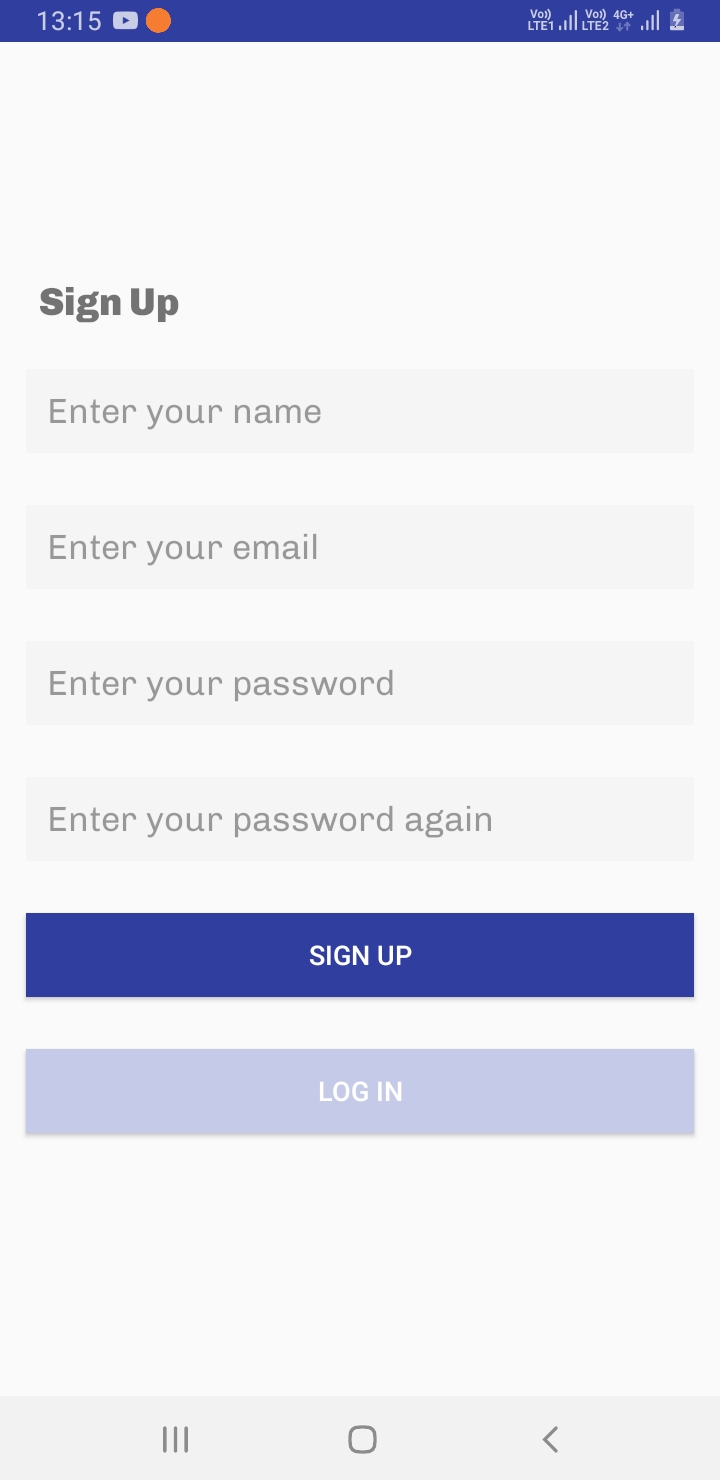 13:15 Vo)) LTE1 Vo)) LTE2 4G+
Sign Up
Enter your name
Enter your email
Enter your password
Enter your password again
SIGN UP
LOG IN